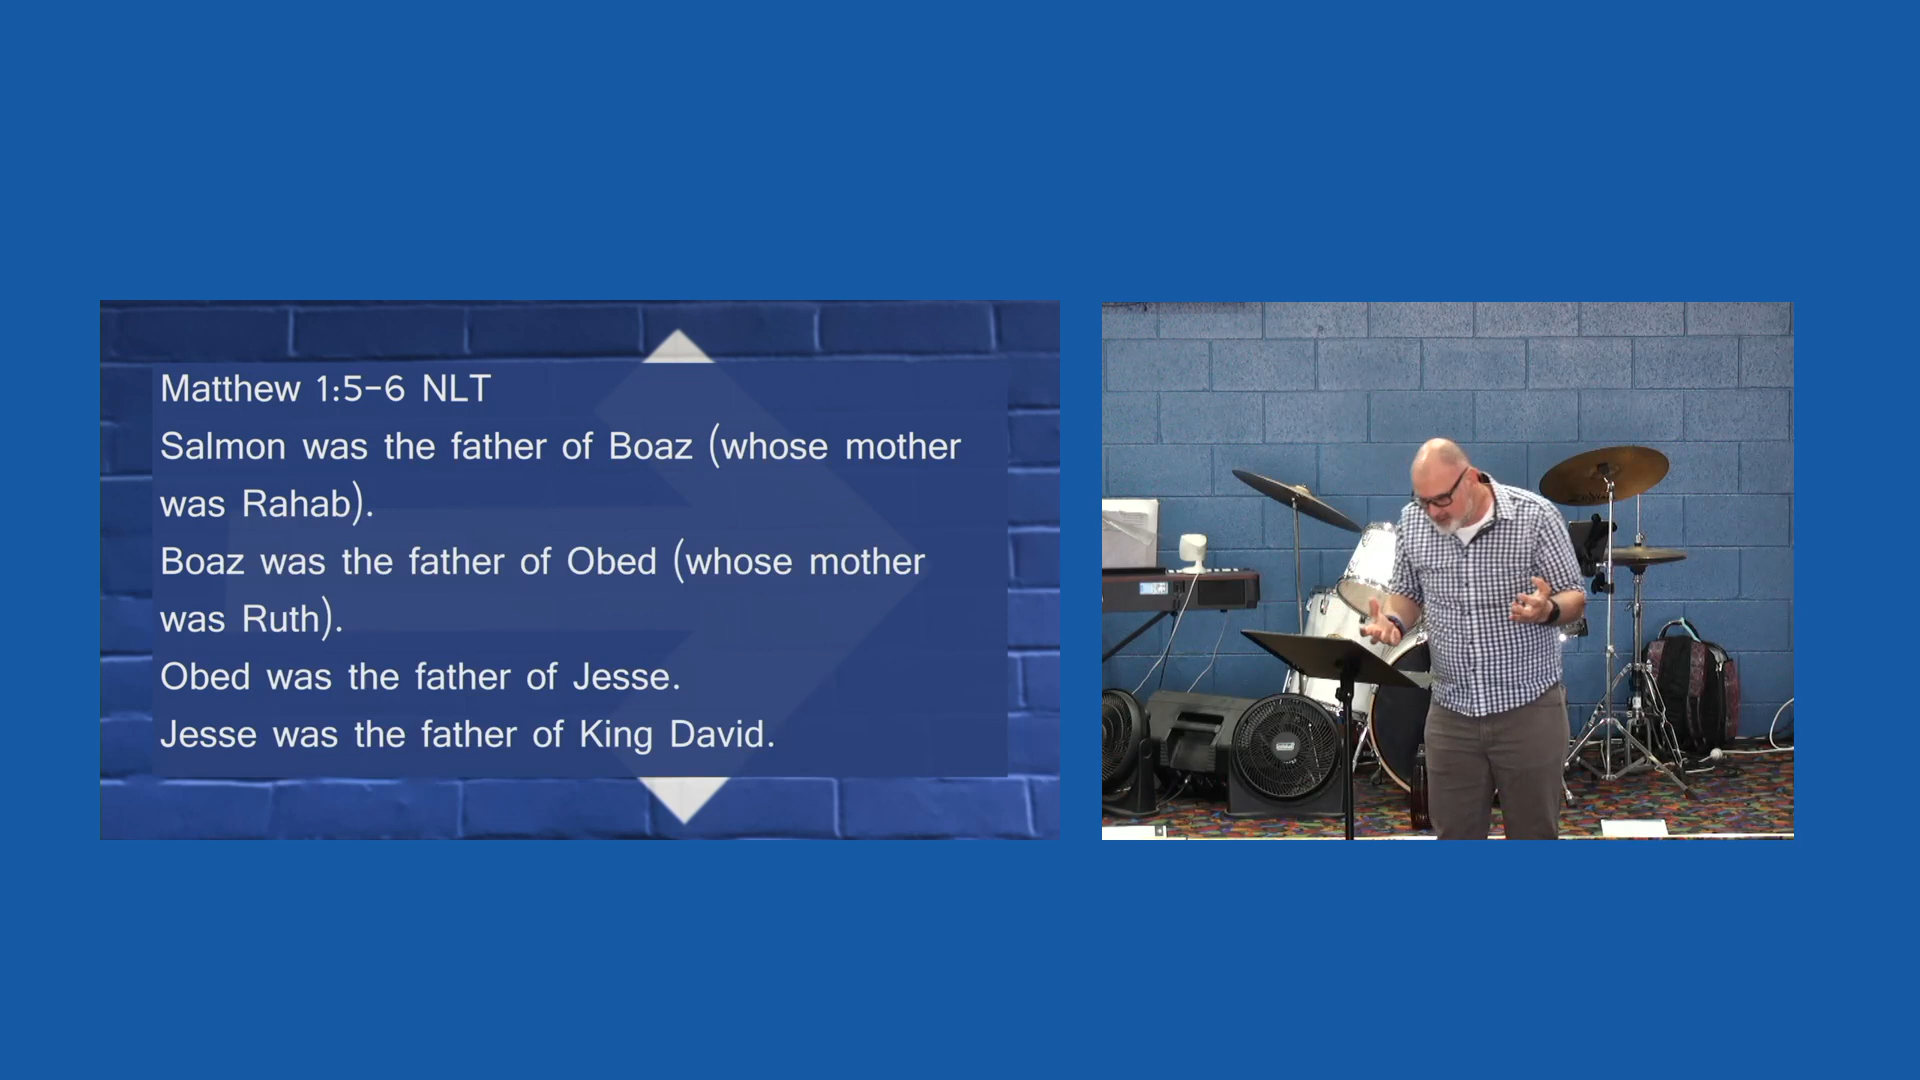 Matthew 1:5-6 NLT
Salmon was the father of Boaz (whose mother
was Rahab).
Boaz was the father of Obed (whose mother
was Ruth).
Obed was the father of Jesse.
Jesse was the father of King David.